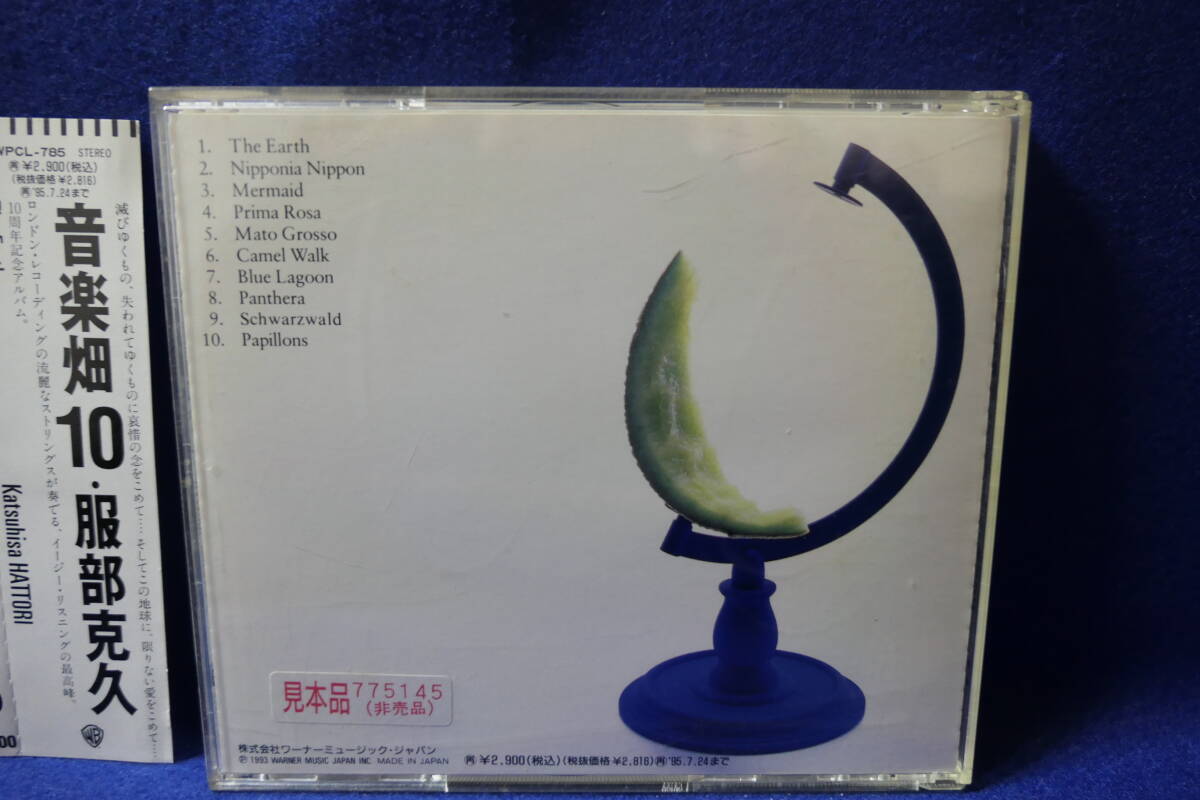 WPCL-785 STEREO
㊢¥2,900(税込)
(税抜価格¥2,816)
㊢'95.7.24まで
滅びゆくもの、失われてゆくものに哀惜の念をこめて……そしてこの地球に、限りない愛をこめて……
音楽畑10・服部克久
ロンドン・レコーディングの流麗なストリングスが奏でる、イージー・リスニングの最高峰。
10周年記念アルバム。
Katsuhisa HATTORI
WB
1. The Earth
2. Nipponia Nippon
3. Mermaid
4. Prima Rosa
5. Mato Grosso
6. Camel Walk
7. Blue Lagoon
8. Panthera
9. Schwarzwald
10. Papillons
見本品 775145
(非売品)
株式会社ワーナーミュージック・ジャパン
Ⓟ1993 WARNER MUSIC JAPAN INC. MADE IN JAPAN
¥2,900(税込)(税抜価格¥2,816)'95.7.24まで